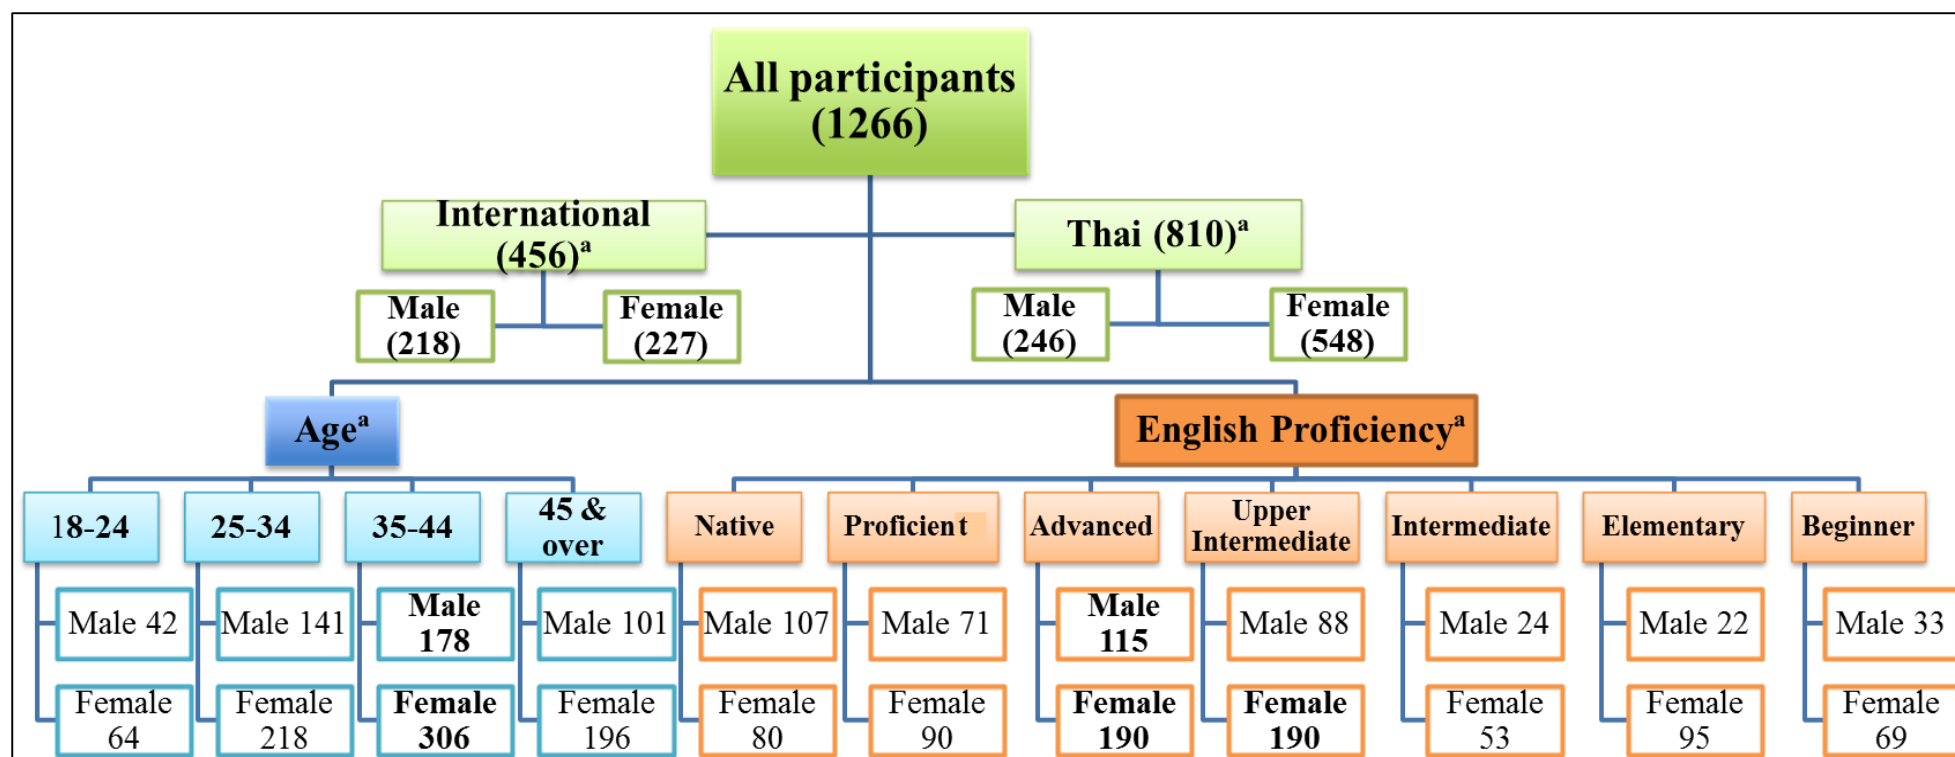 All participants
(1266)
International
(456)ᵃ
Thai (810)ᵃ
Male
(218)
Female
(227)
Male
(246)
Female
(548)
Ageᵃ
English Proficiencyᵃ
18-24
25-34
35-44
45 &
over
Native
Proficient
Advanced
Upper
Intermediate
Intermediate
Elementary
Beginner
Male 42
Male 141
Male
178
Male 101
Male 107
Male 71
Male
115
Male 88
Male 24
Male 22
Male 33
Female
64
Female
218
Female
306
Female
196
Female
80
Female
90
Female
190
Female
190
Female
53
Female
95
Female
69